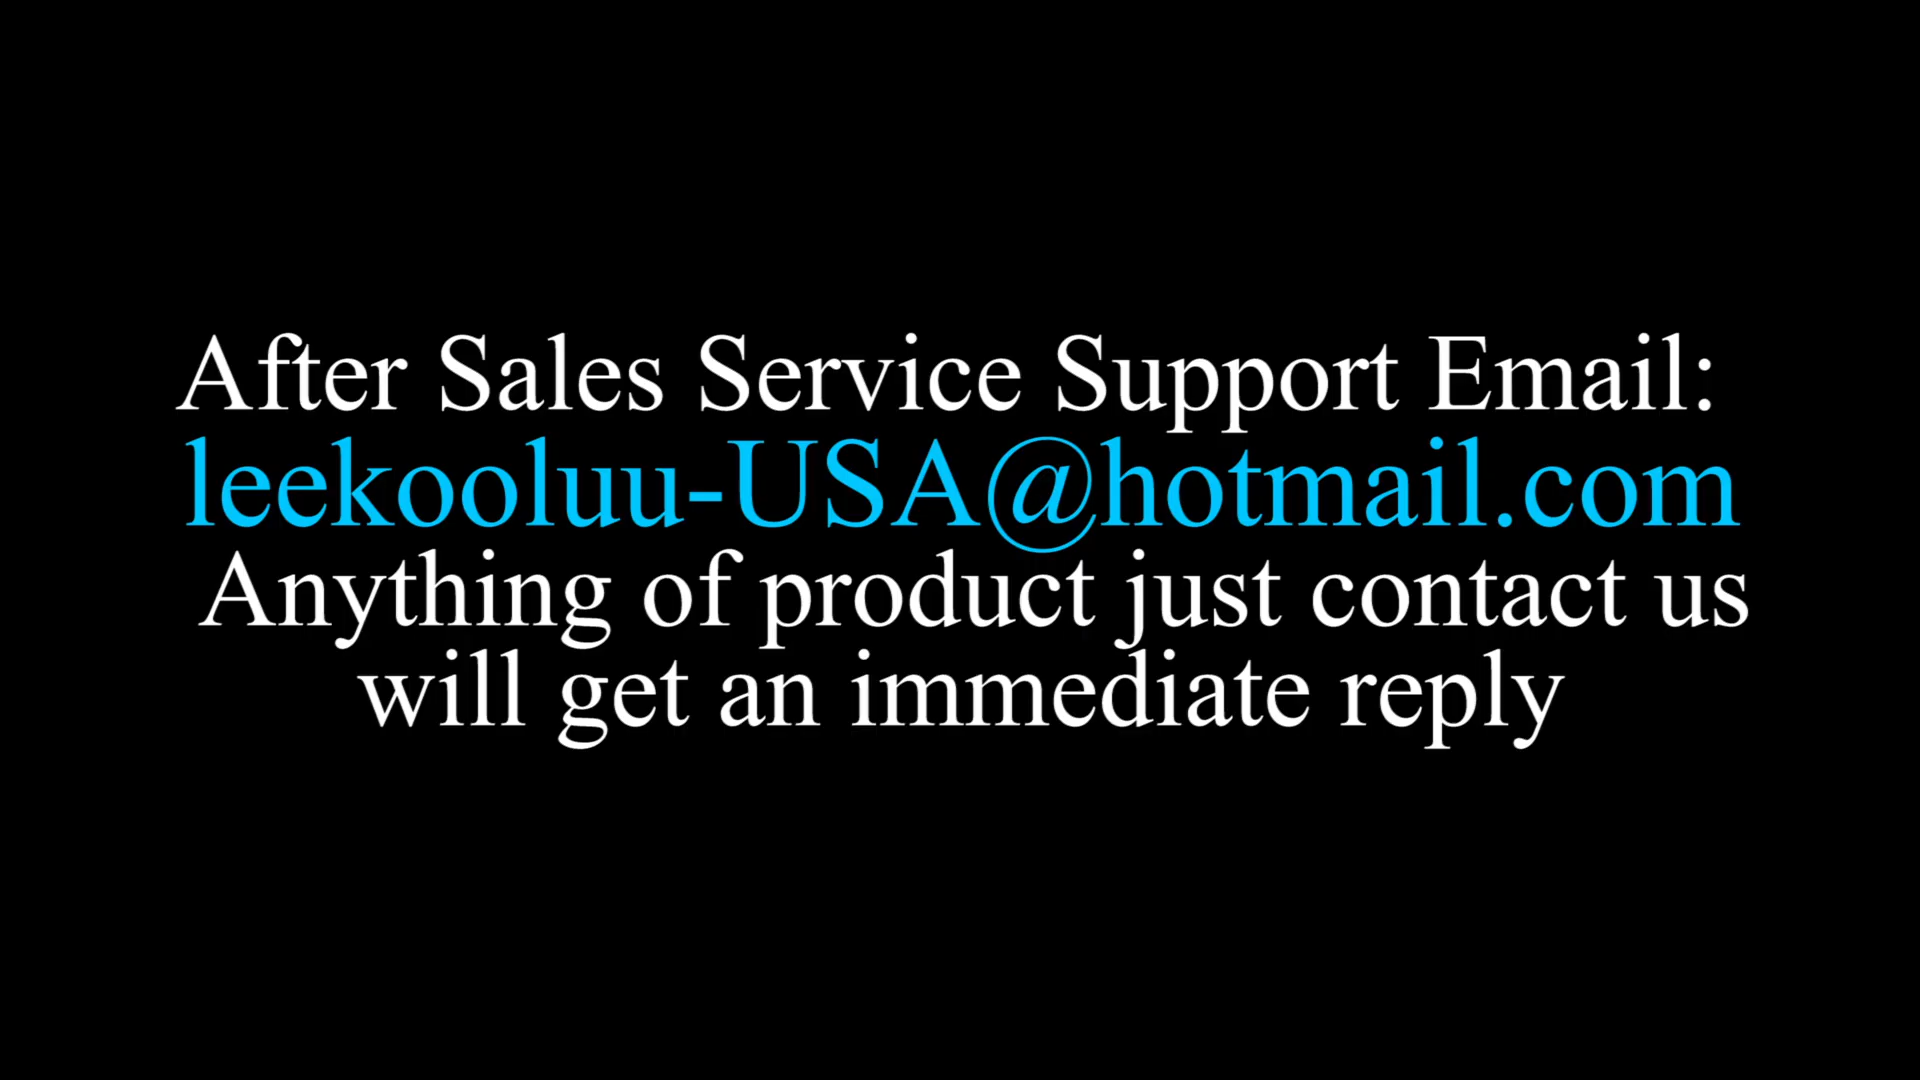 After Sales Service Support Email:
leekooluu-USA@hotmail.com
Anything of product just contact us
will get an immediate reply